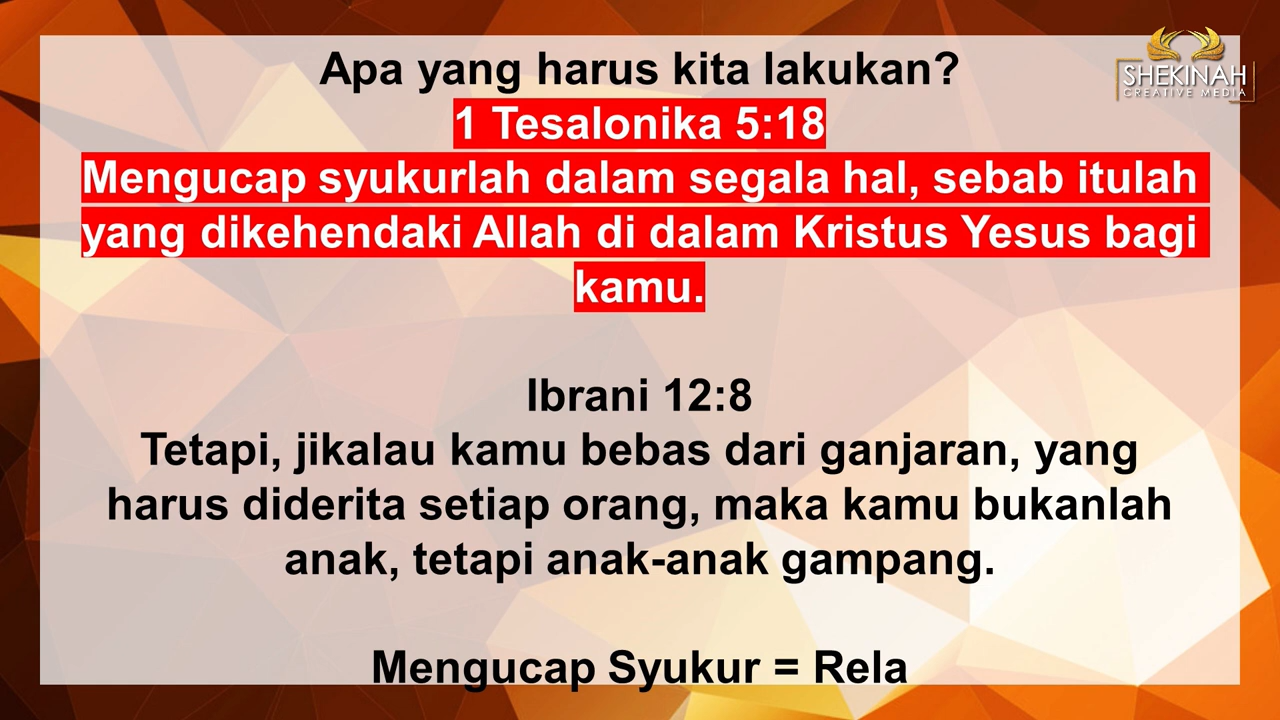 Apa yang harus kita lakukan?
SHEKINAH
CREATIVE MEDIA
1 Tesalonika 5:18
Mengucap syukurlah dalam segala hal, sebab itulah
yang dikehendaki Allah di dalam Kristus Yesus bagi
kamu.
Ibrani 12:8
Tetapi, jikalau kamu bebas dari ganjaran, yang
harus diderita setiap orang, maka kamu bukanlah
anak, tetapi anak-anak gampang.
Mengucap Syukur = Rela